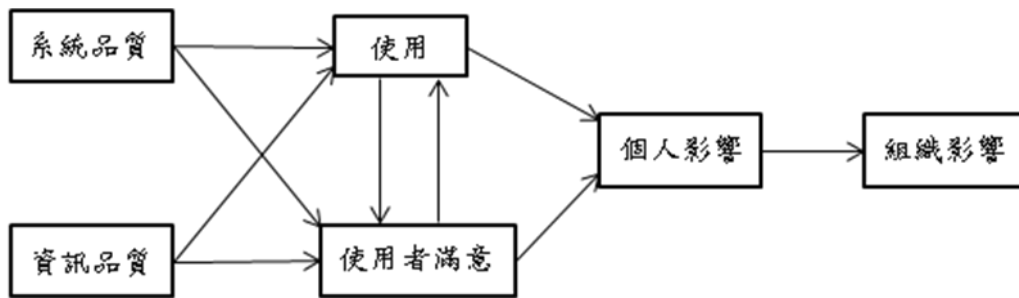 系統品質
使用
個人影響
組織影響
資訊品質
使用者滿意